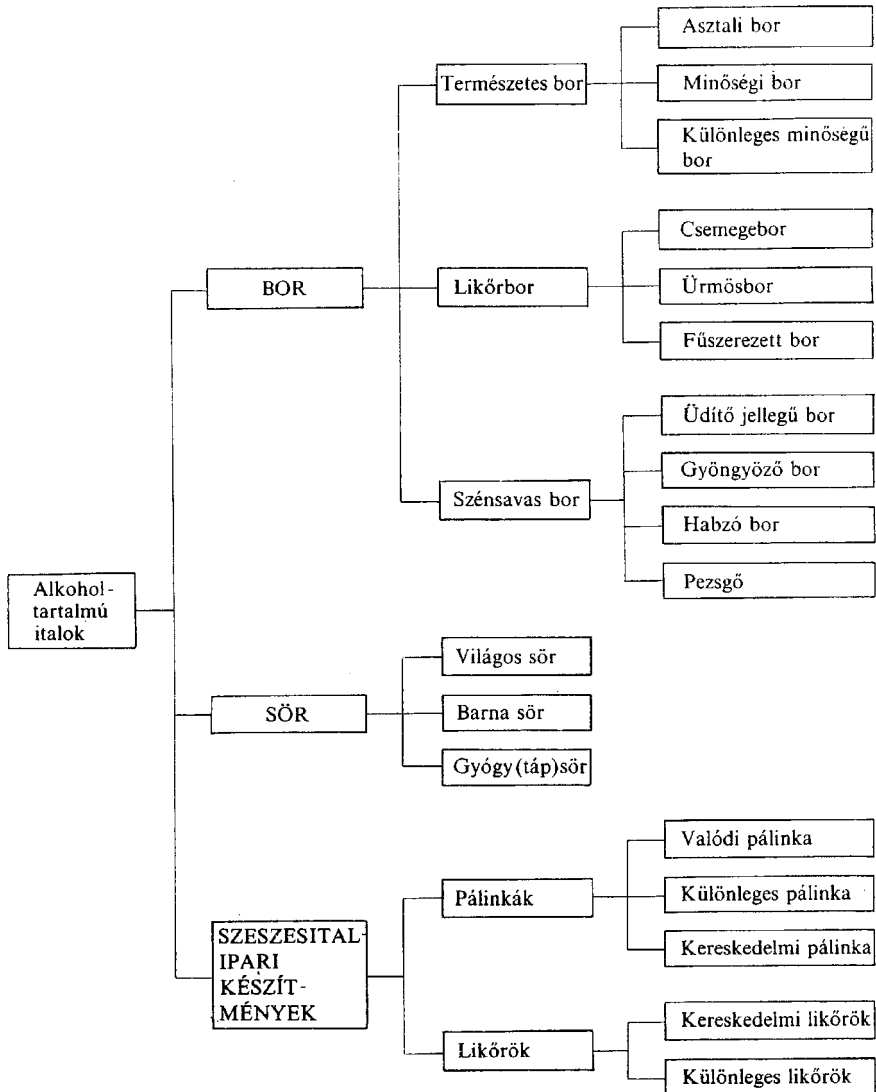 Alkohol-
tartalmú
italok
BOR
Természetes bor
Asztali bor
Minőségi bor
Különleges minőségű
bor
Likőrbor
Csemegebor
Ürmösbor
Fűszerezett bor
Szénsavas bor
Üdítő jellegű bor
Gyöngyöző bor
Habzó bor
Pezsgő
SÖR
Világos sör
Barna sör
Gyógy(táp)sör
SZESZESITAL-
IPARI
KÉSZÍT-
MÉNYEK
Pálinkák
Valódi pálinka
Különleges pálinka
Kereskedelmi pálinka
Likőrök
Kereskedelmi likőrök
Különleges likőrök